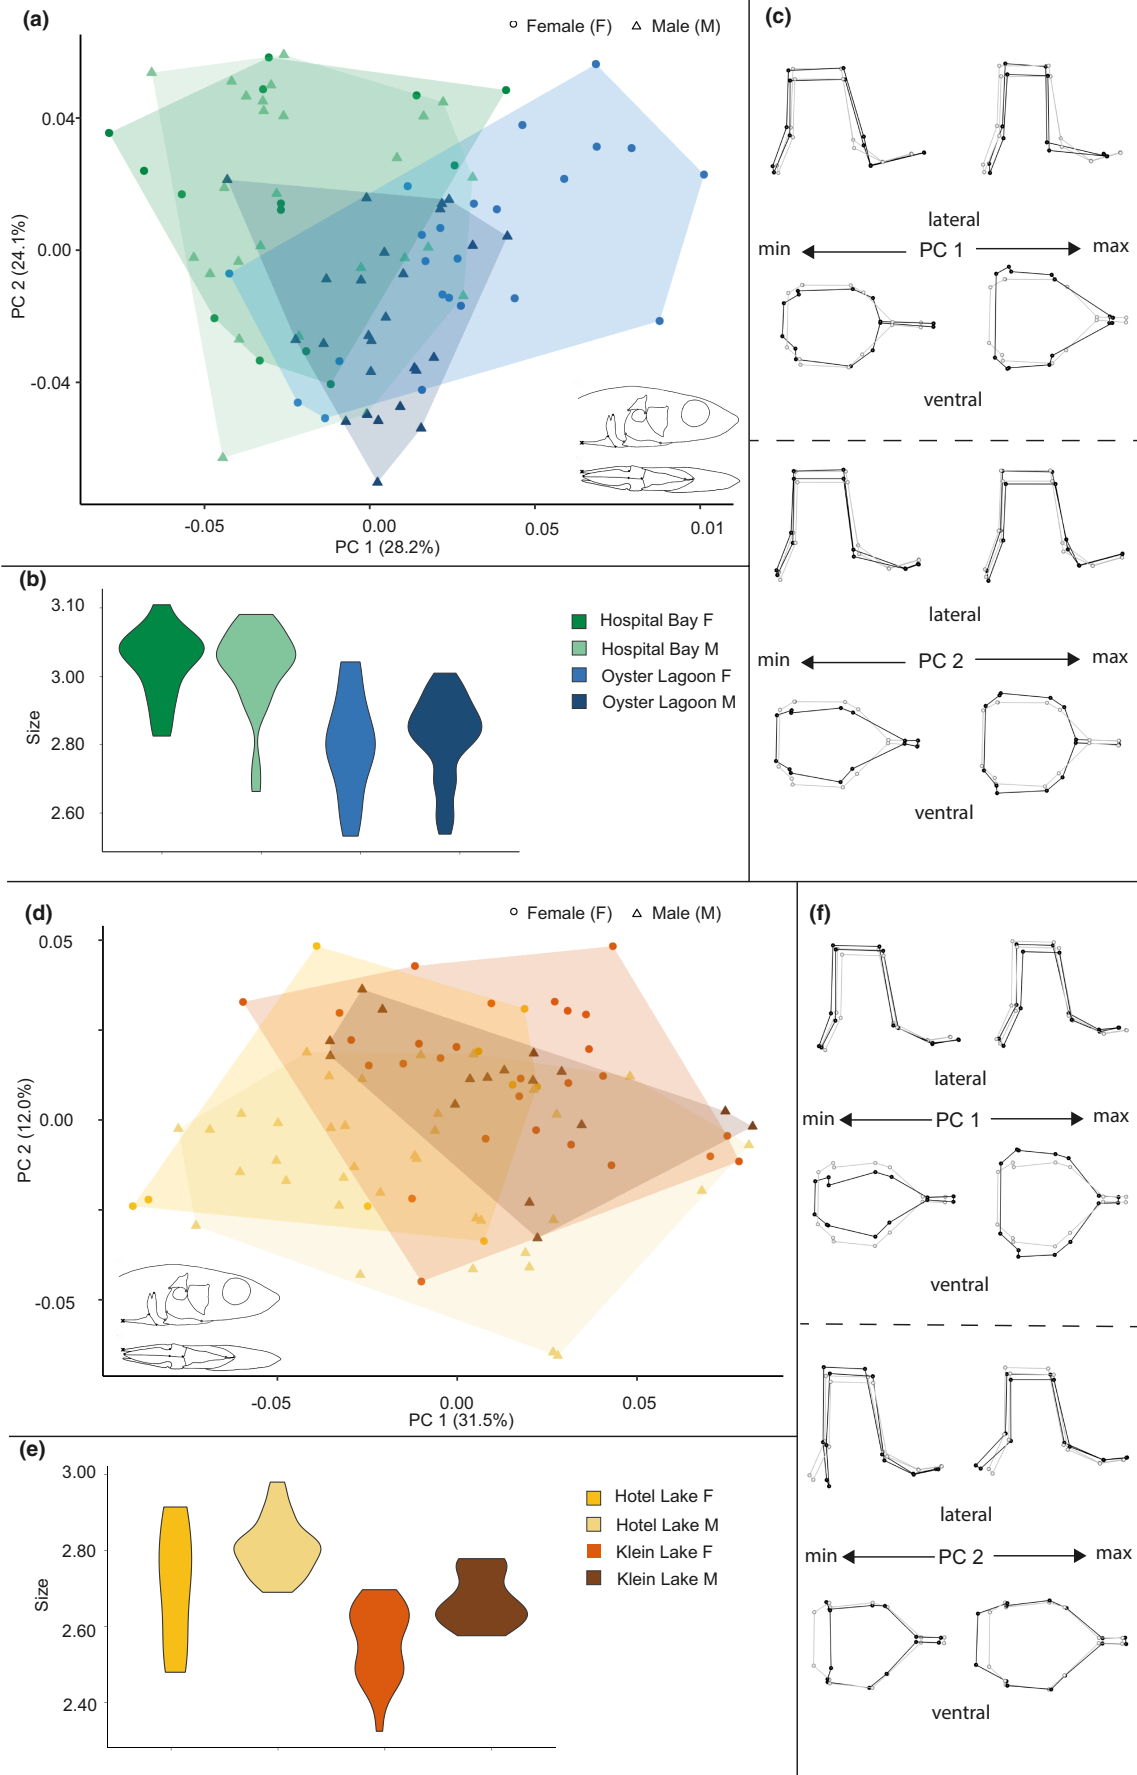 (a)
Female (F) Male (M)
0.04
0.00
-0.04
PC 2 (24.1%)
-0.05 0.00 0.05 0.01
PC 1 (28.2%)
(b)
3.10
3.00
2.80
2.60
Size
Hospital Bay F
Hospital Bay M
Oyster Lagoon F
Oyster Lagoon M
(c)
lateral
min PC 1 max
ventral
lateral
min PC 2 max
ventral
(d)
Female (F) Male (M)
0.05
0.00
-0.05
PC 2 (12.0%)
-0.05 0.00 0.05
PC 1 (31.5%)
(e)
3.00
2.80
2.60
2.40
Size
Hotel Lake F
Hotel Lake M
Klein Lake F
Klein Lake M
(f)
lateral
min PC 1 max
ventral
lateral
min PC 2 max
ventral